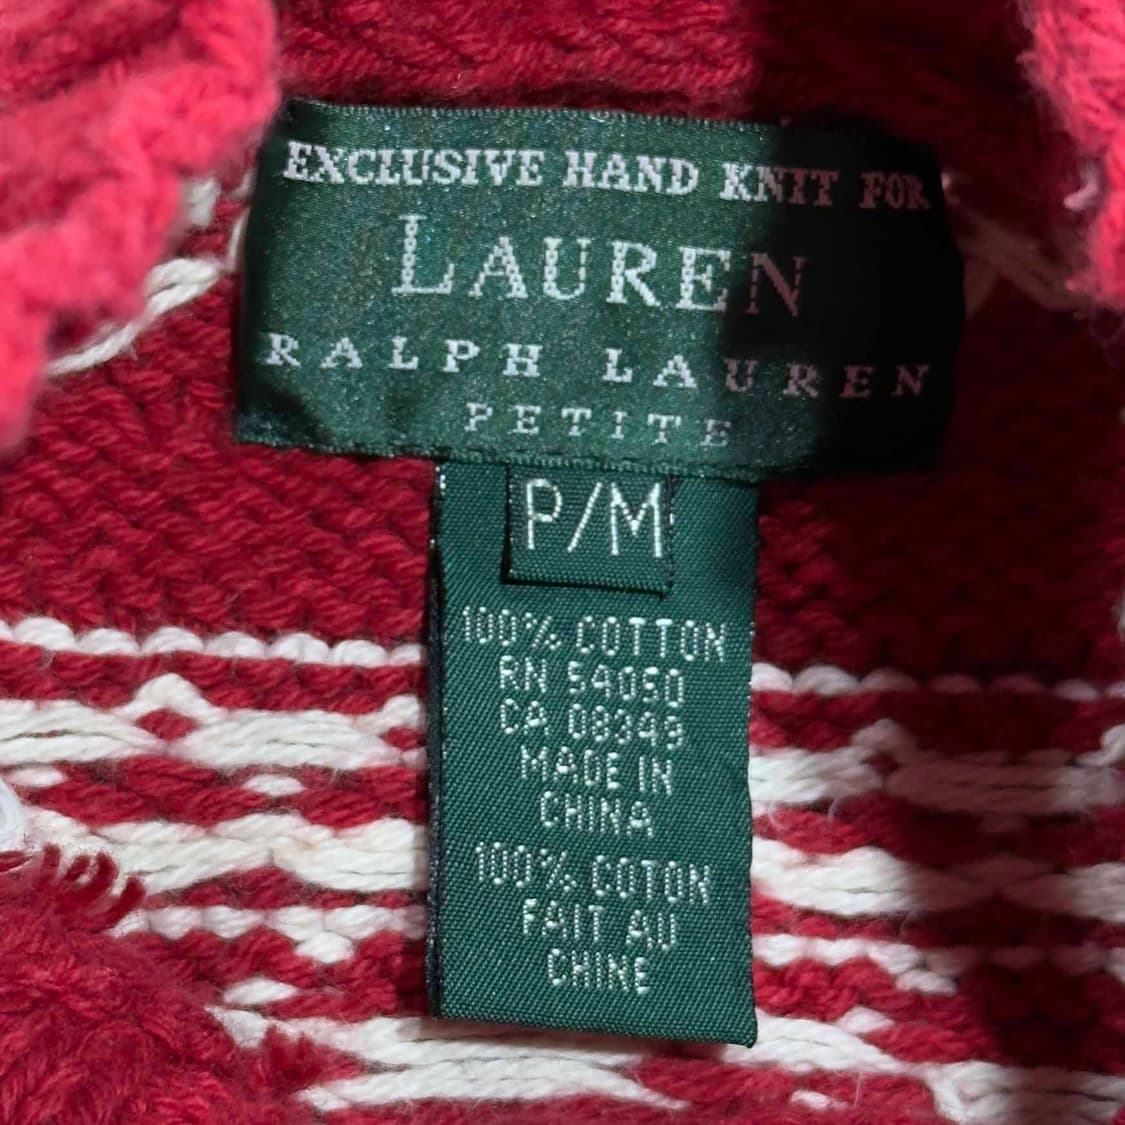 EXCLUSIVE HAND KNIT FOR
LAUREN
RALPH LAUREN
PETITE
P/M
100% COTTON
RN 54050
CA 08349
MADE IN
CHINA
100% COTON
FAIT AU
CHINE